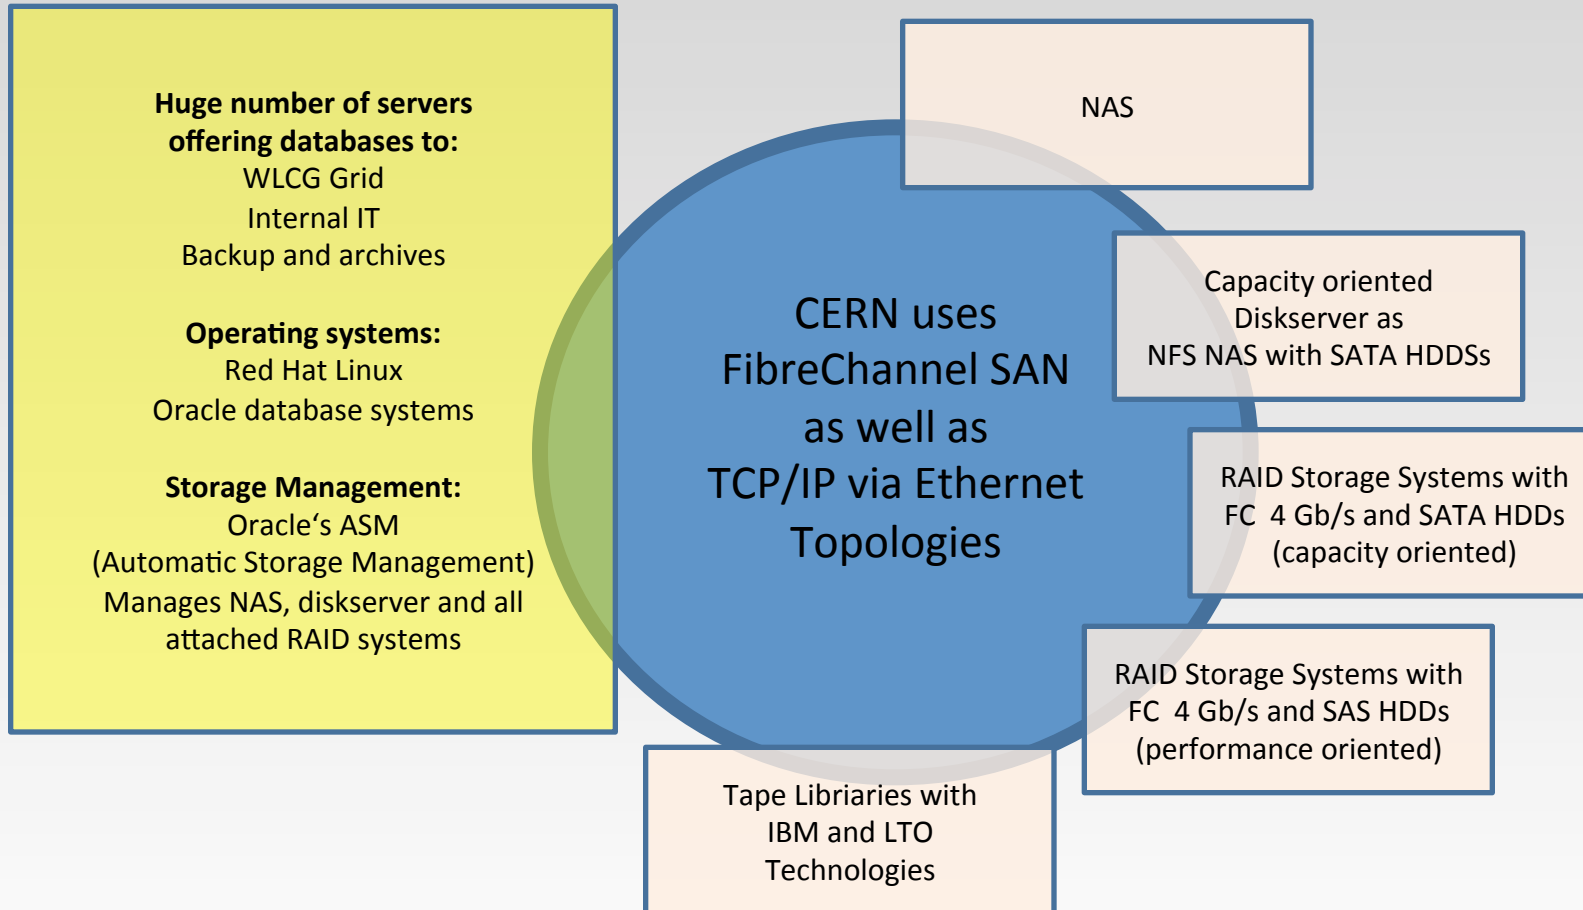 Huge number of servers
offering databases to:
WLCG Grid
Internal IT
Backup and archives
Operating systems:
Red Hat Linux
Oracle database systems
Storage Management:
Oracle‘s ASM
(Automatic Storage Management)
Manages NAS, diskserver and all
attached RAID systems
CERN uses
FibreChannel SAN
as well as
TCP/IP via Ethernet
Topologies
NAS
Capacity oriented
Diskserver as
NFS NAS with SATA HDDSs
RAID Storage Systems with
FC 4 Gb/s and SATA HDDs
(capacity oriented)
RAID Storage Systems with
FC 4 Gb/s and SAS HDDs
(performance oriented)
Tape Libriaries with
IBM and LTO
Technologies